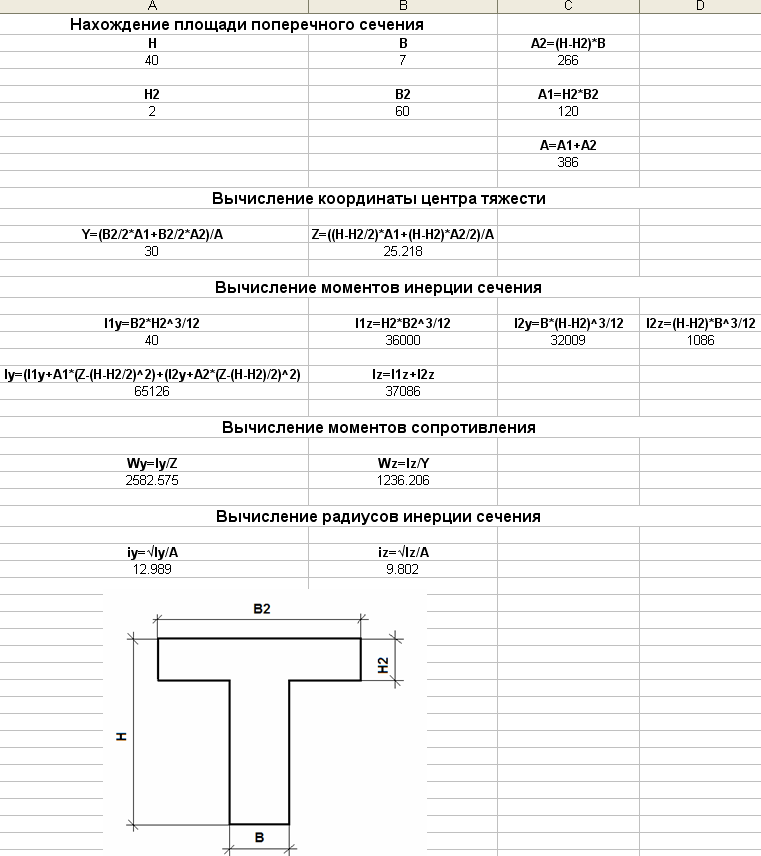 A B C D
Нахождение площади поперечного сечения
H B A2=(H-H2)*B
40 7 266
H2 B2 A1=H2*B2
2 60 120
A=A1+A2
386
Вычисление координаты центра тяжести
Y=(B2/2*A1+B2/2*A2)/A Z=((H-H2/2)*A1+(H-H2)*A2/2)/A
30 25.218
Вычисление моментов инерции сечения
I1y=B2*H2^3/12 I1z=H2*B2^3/12 I2y=B*(H-H2)^3/12 I2z=(H-H2)*B^3/12
40 36000 32009 1086
Iy=(I1y+A1*(Z-(H-H2/2)^2)+(I2y+A2*(Z-(H-H2)/2)^2) Iz=I1z+I2z
65126 37086
Вычисление моментов сопротивления
Wy=Iy/Z Wz=Iz/Y
2582.575 1236.206
Вычисление радиусов инерции сечения
iy=√Iy/A iz=√Iz/A
12.989 9.802
B2
H2
H
B